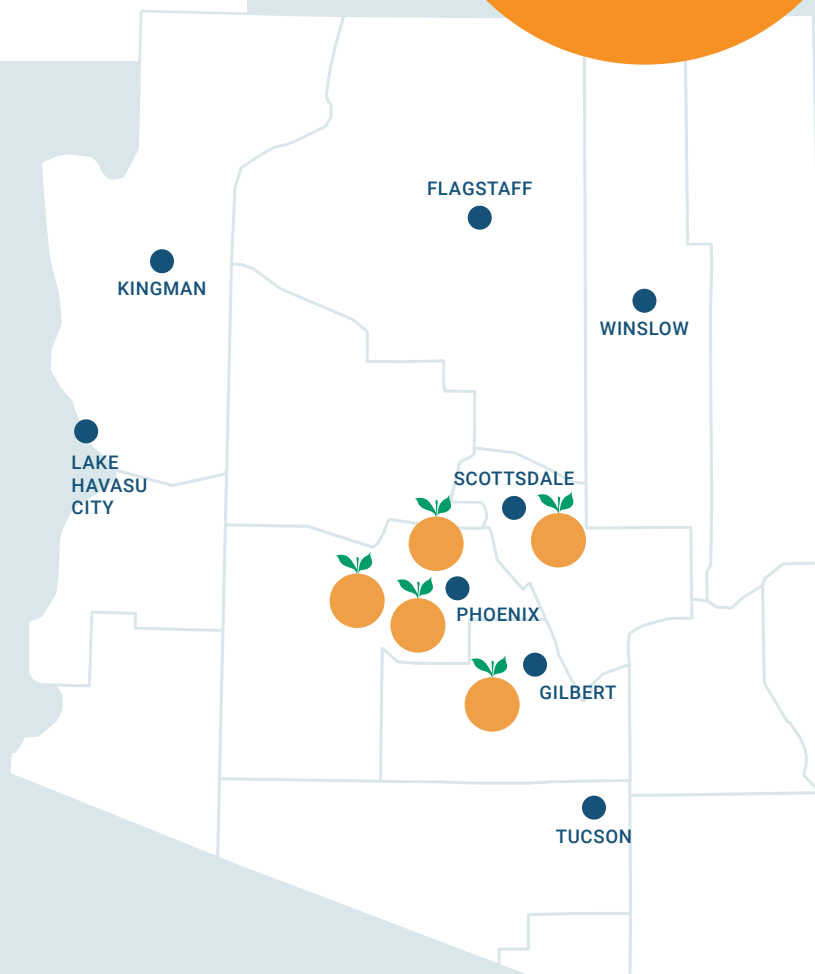 FLAGSTAFF
KINGMAN
WINSLOW
LAKE
HAVASU
CITY
SCOTTSDALE
PHOENIX
GILBERT
TUCSON